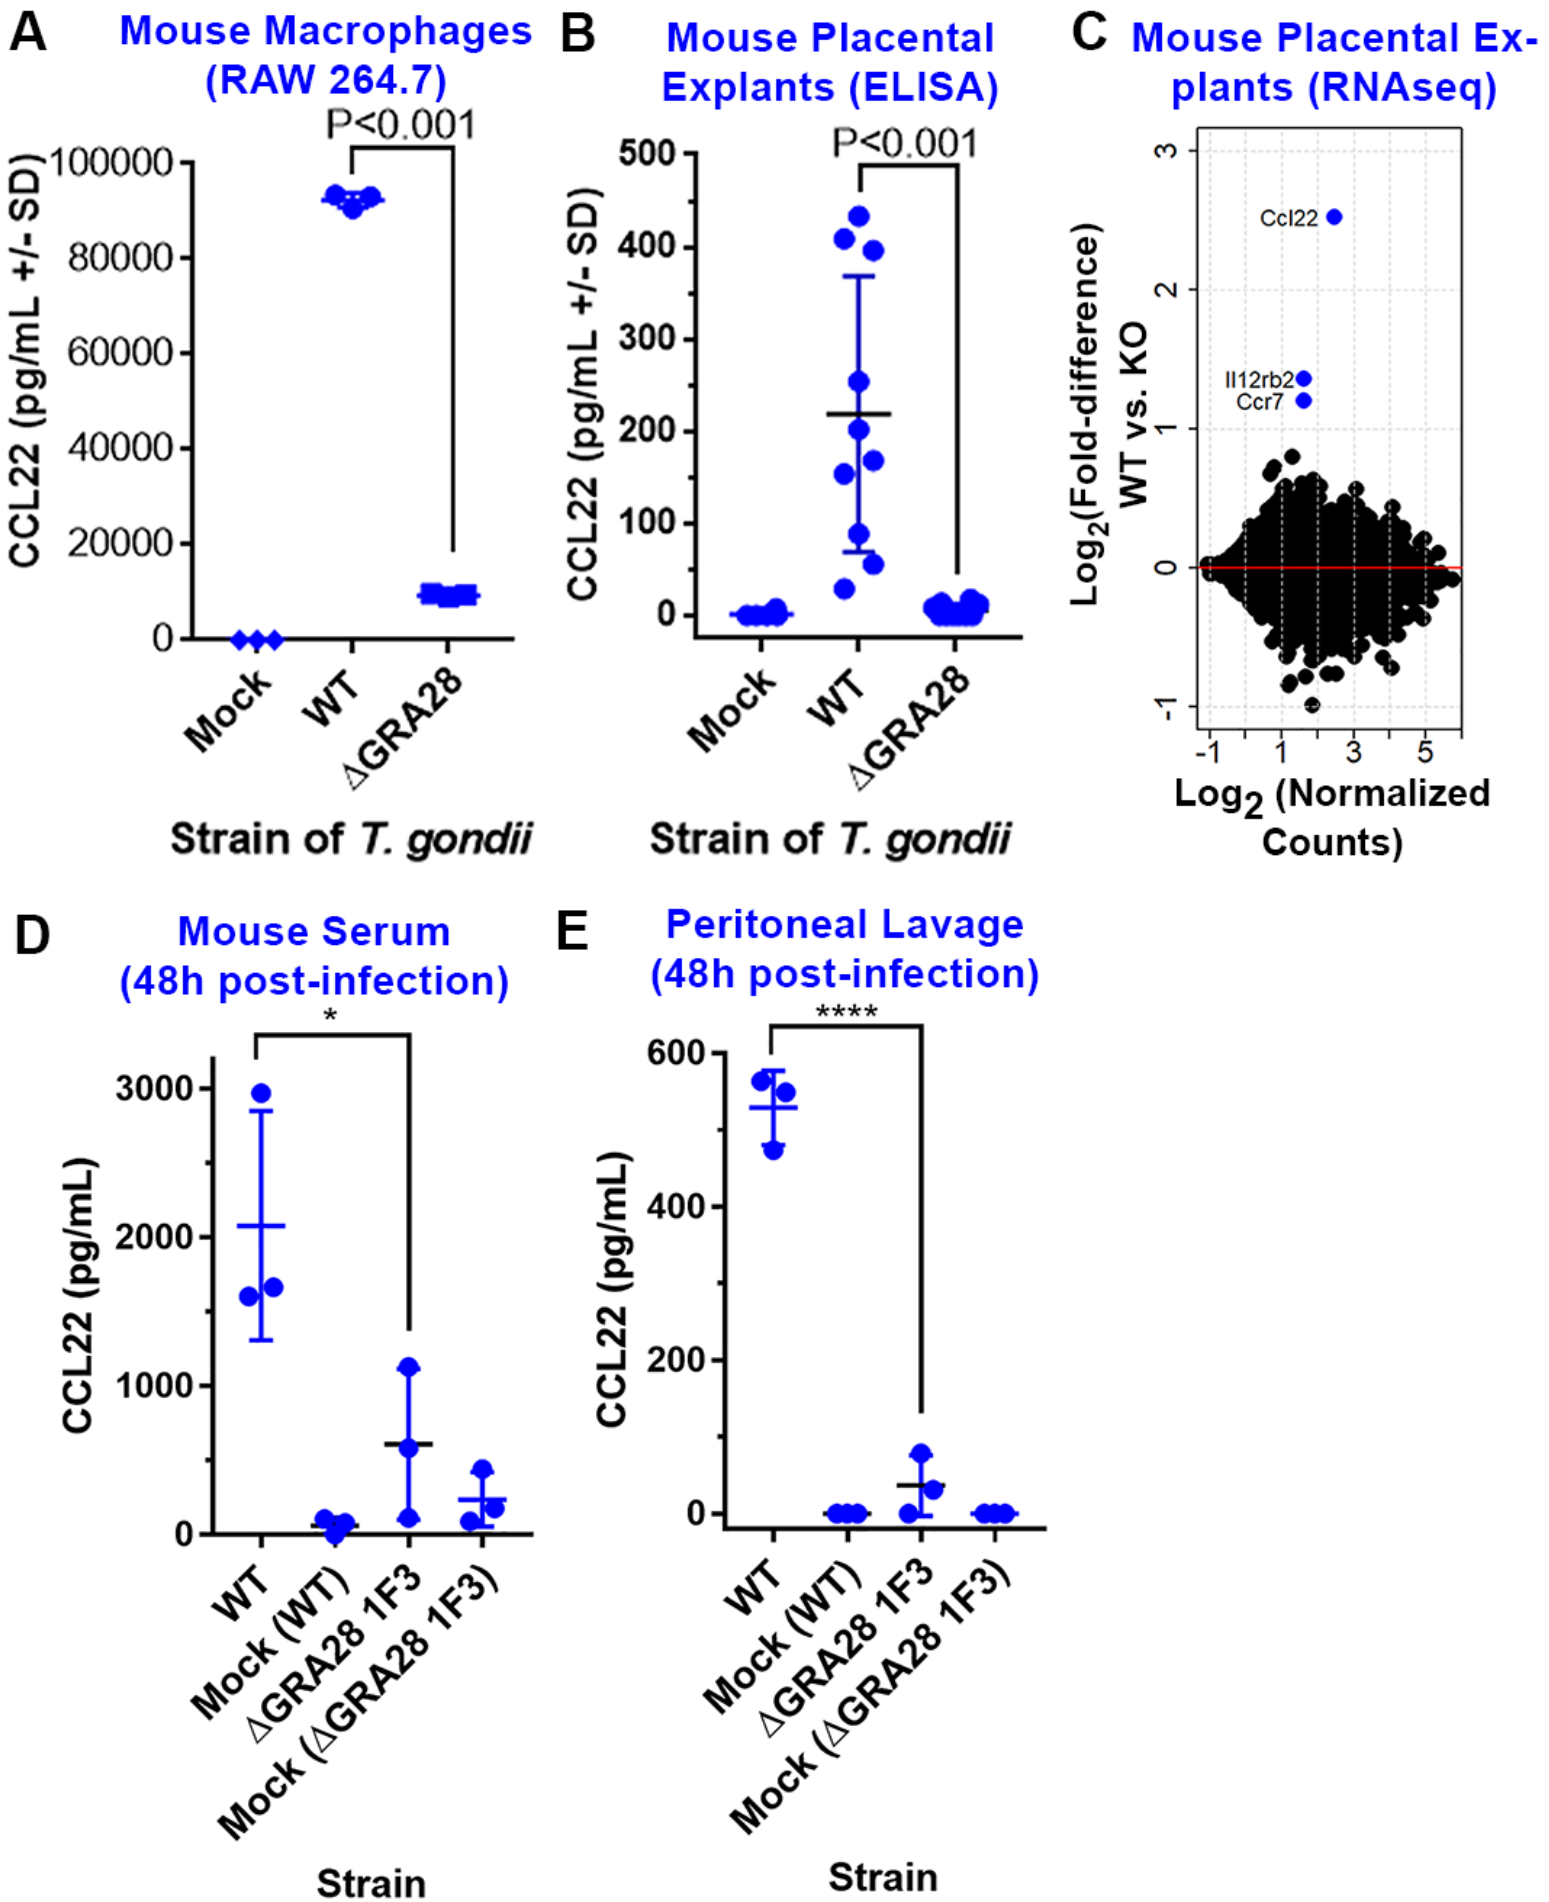 A
Mouse Macrophages
(RAW 264.7)
P<0.001
CCL22 (pg/mL +/- SD)
100000
80000
60000
40000
20000
0
Mock
WT
ΔGRA28
Strain of T. gondii
B
Mouse Placental
Explants (ELISA)
P<0.001
CCL22 (pg/mL +/- SD)
500
400
300
200
100
0
Mock
WT
ΔGRA28
Strain of T. gondii
C
Mouse Placental Ex-
plants (RNAseq)
Log2(Fold-difference)
WT vs. KO
3
2
1
0
-1
Ccl22
Il12rb2
Ccr7
-1 1 3 5
Log2 (Normalized
Counts)
D
Mouse Serum
(48h post-infection)
*
CCL22 (pg/mL)
3000
2000
1000
0
WT
Mock (WT)
ΔGRA28 1F3
Mock (ΔGRA28 1F3)
Strain
E
Peritoneal Lavage
(48h post-infection)
****
CCL22 (pg/mL)
600
400
200
0
WT
Mock (WT)
ΔGRA28 1F3
Mock (ΔGRA28 1F3)
Strain